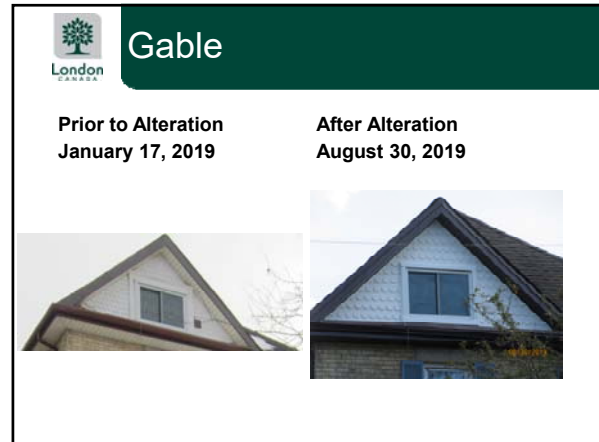 London
CANADA
Gable
Prior to Alteration
January 17, 2019
After Alteration
August 30, 2019